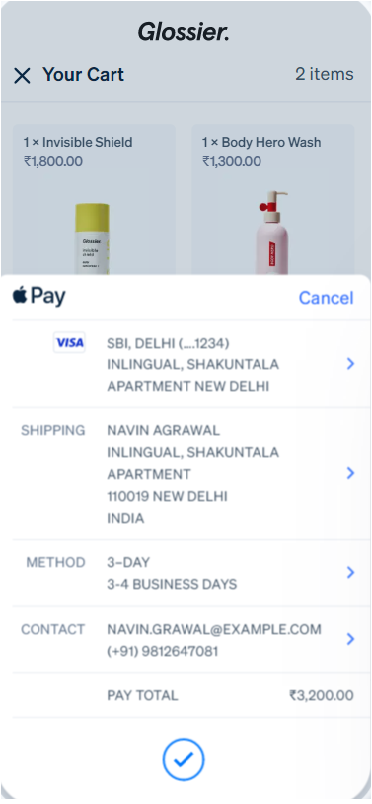 Glossier.
Your Cart
2 items
1 × Invisible Shield
₹1,800.00
1 × Body Hero Wash
₹1,300.00
Glossier
invisible
shield
Pay
Cancel
VISA
SBI, DELHI (....1234)
INLINGUAL, SHAKUNTALA
APARTMENT NEW DELHI
SHIPPING
NAVIN AGRAWAL
INLINGUAL, SHAKUNTALA
APARTMENT
110019 NEW DELHI
INDIA
METHOD
3–DAY
3-4 BUSINESS DAYS
CONTACT
NAVIN.GRAWAL@EXAMPLE.COM
(+91) 9812647081
PAY TOTAL
₹3,200.00